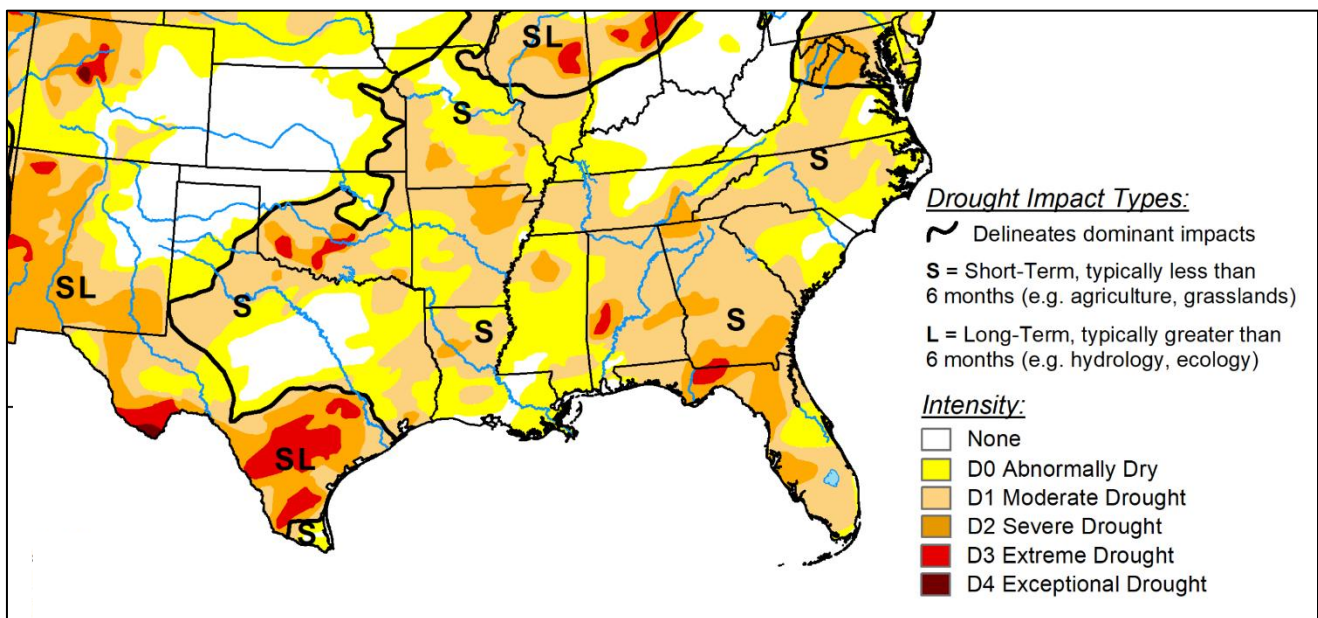 SL
S
S
SL
S
S
S
SL
S
Drought Impact Types:
Delineates dominant impacts
S = Short-Term, typically less than
6 months (e.g. agriculture, grasslands)
L = Long-Term, typically greater than
6 months (e.g. hydrology, ecology)
Intensity:
None
D0 Abnormally Dry
D1 Moderate Drought
D2 Severe Drought
D3 Extreme Drought
D4 Exceptional Drought